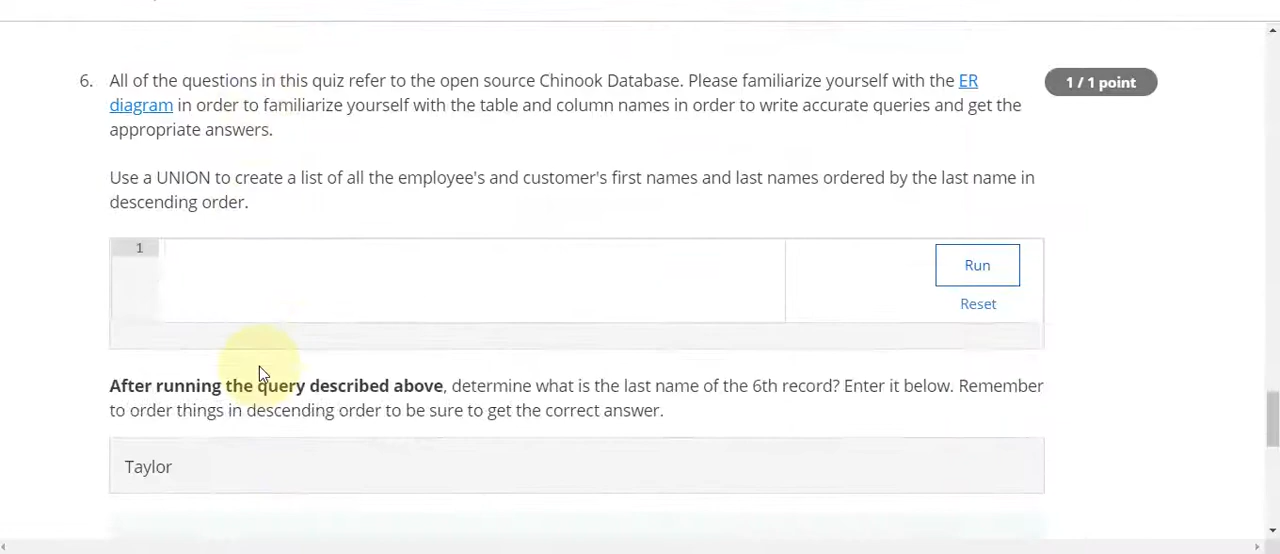 6. All of the questions in this quiz refer to the open source Chinook Database. Please familiarize yourself with the ER
1 / 1 point
diagram in order to familiarize yourself with the table and column names in order to write accurate queries and get the
appropriate answers.
Use a UNION to create a list of all the employee's and customer's first names and last names ordered by the last name in
descending order.
1
Run
Reset
After running the query described above, determine what is the last name of the 6th record? Enter it below. Remember
to order things in descending order to be sure to get the correct answer.
Taylor